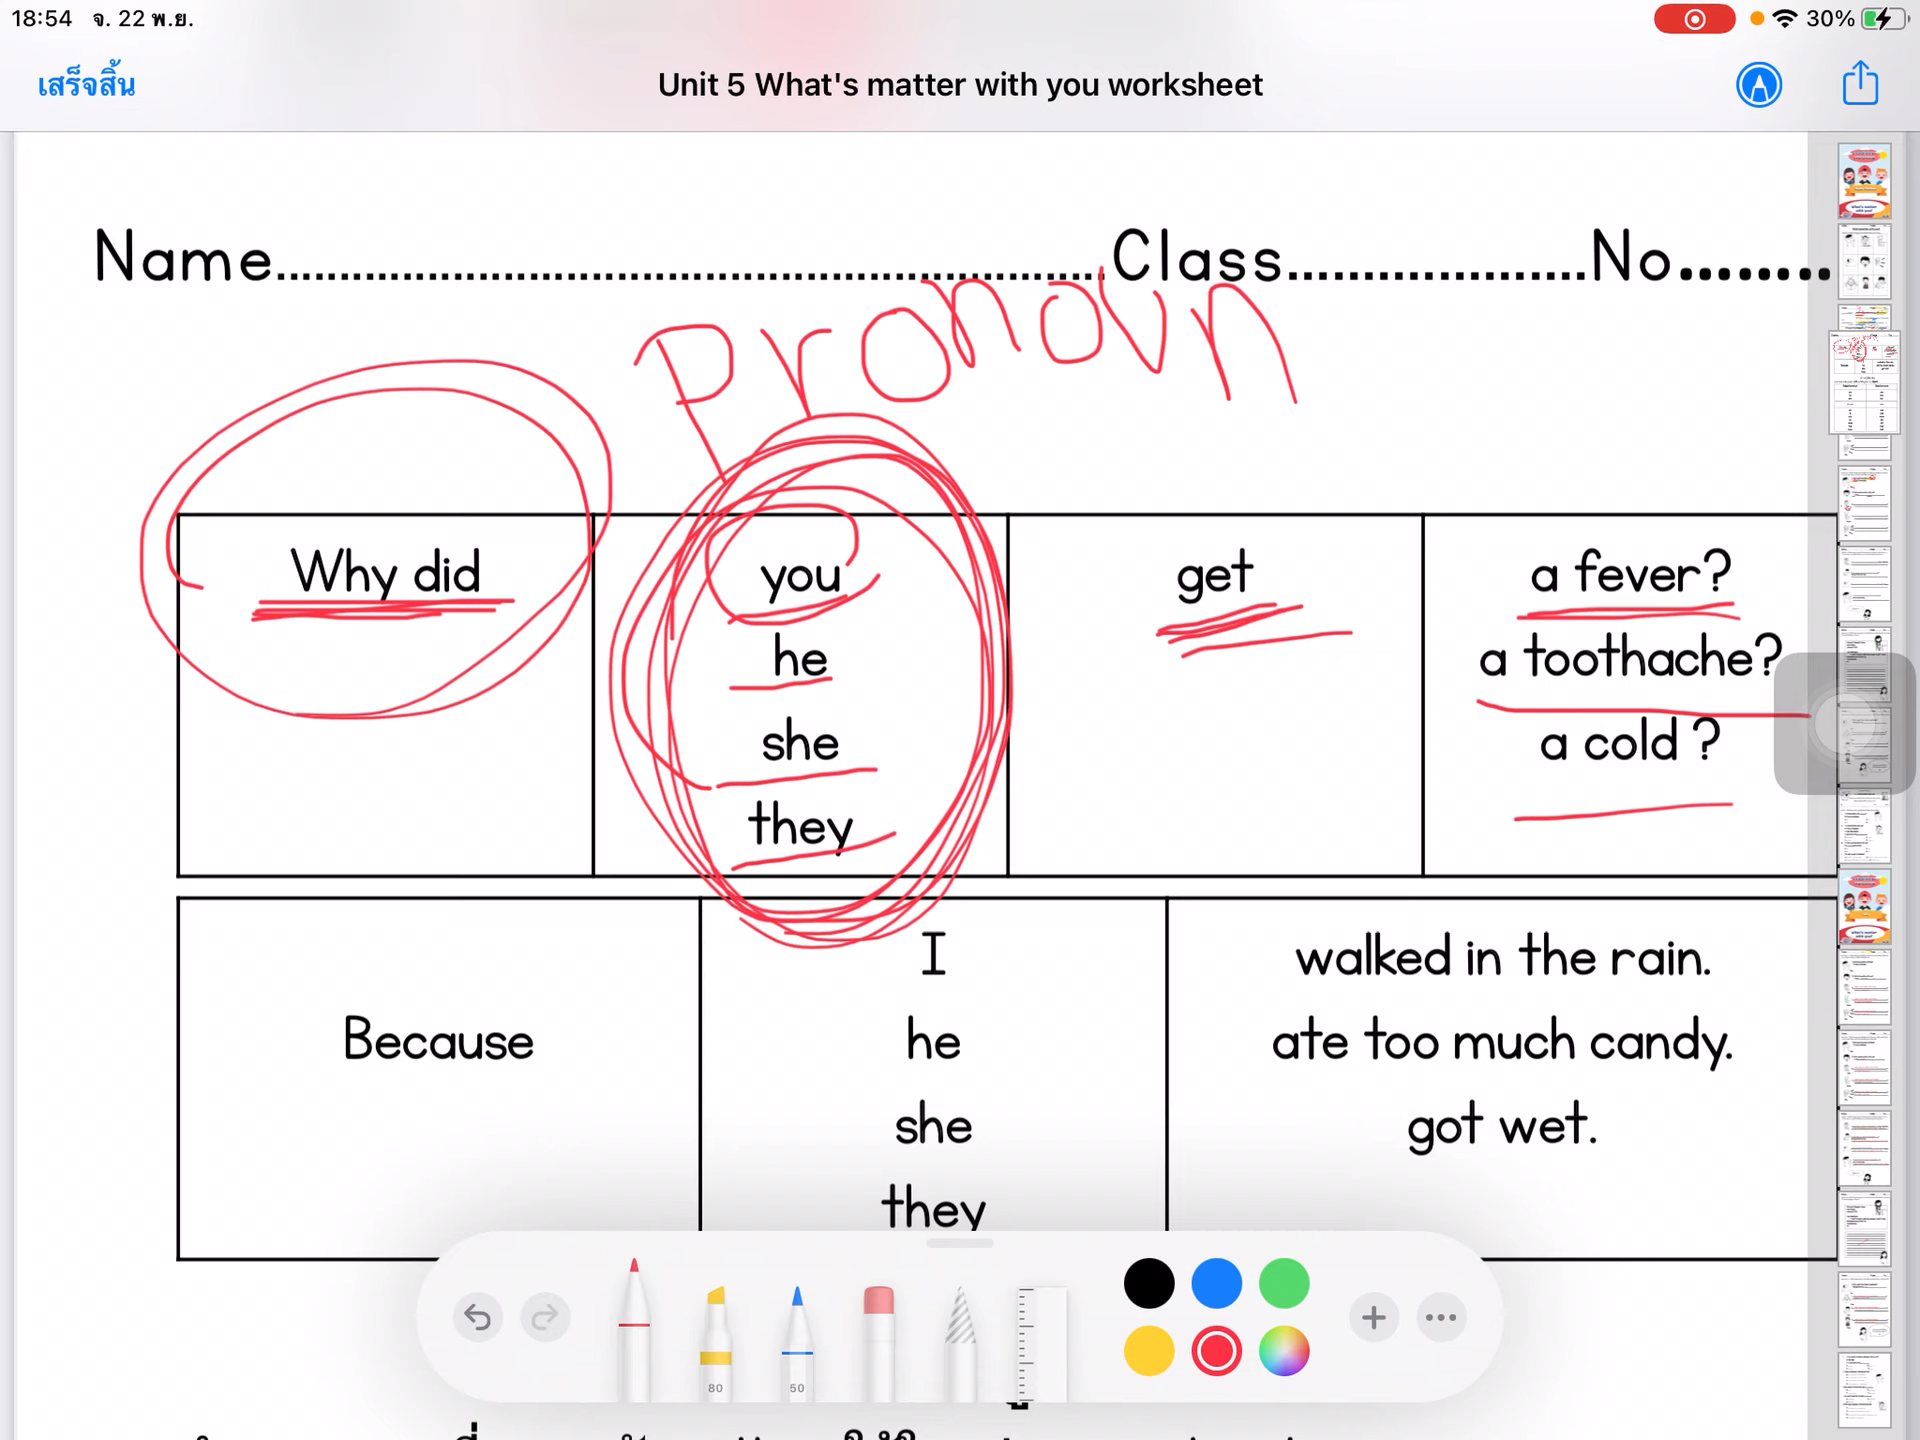 18:54 จ. 22 พ.ย. 30%
เสร็จสิ้น Unit 5 What's matter with you worksheet
Name Class No
Pronoun
Why did you get a fever?
he a toothache?
she a cold ?
they
I walked in the rain.
Because he ate too much candy.
she got wet.
they
80 50